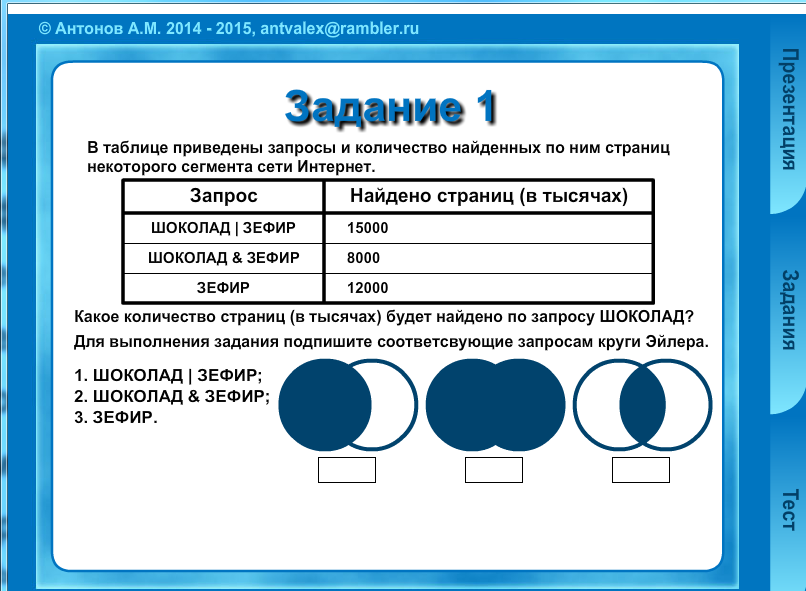 © Антонов А.М. 2014 - 2015, antvalex@rambler.ru
Задание 1
В таблице приведены запросы и количество найденных по ним страниц
некоторого сегмента сети Интернет.
Запрос Найдено страниц (в тысячах)
ШОКОЛАД | ЗЕФИР 15000
ШОКОЛАД & ЗЕФИР 8000
ЗЕФИР 12000
Какое количество страниц (в тысячах) будет найдено по запросу ШОКОЛАД?
Для выполнения задания подпишите соответсвующие запросам круги Эйлера.
1. ШОКОЛАД | ЗЕФИР;
2. ШОКОЛАД & ЗЕФИР;
3. ЗЕФИР.
Презентация
Задания
Тест